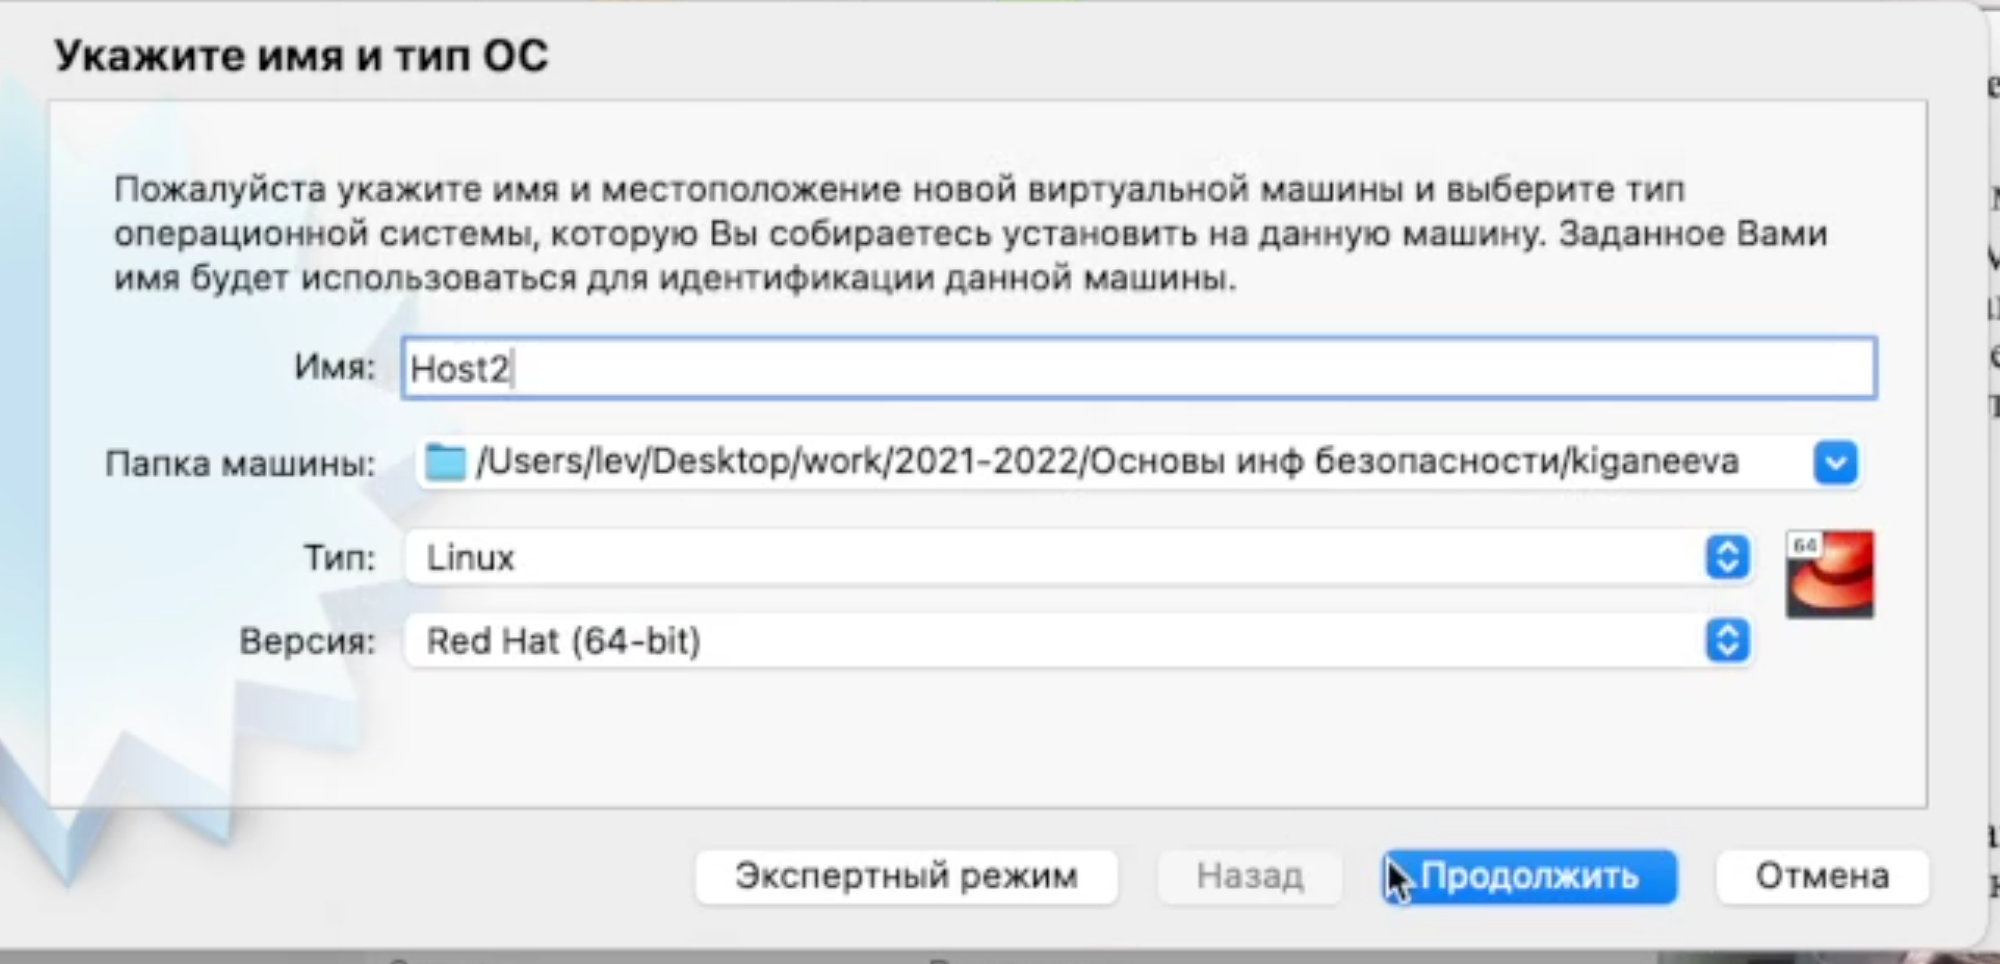 Укажите имя и тип ОС
Пожалуйста укажите имя и местоположение новой виртуальной машины и выберите тип
операционной системы, которую Вы собираетесь установить на данную машину. Заданное Вами
имя будет использоваться для идентификации данной машины.
Имя: Host2
Папка машины: /Users/lev/Desktop/work/2021-2022/Основы инф безопасности/kiganeeva
Тип: Linux
64
Версия: Red Hat (64-bit)
Экспертный режим Назад Продолжить Отмена